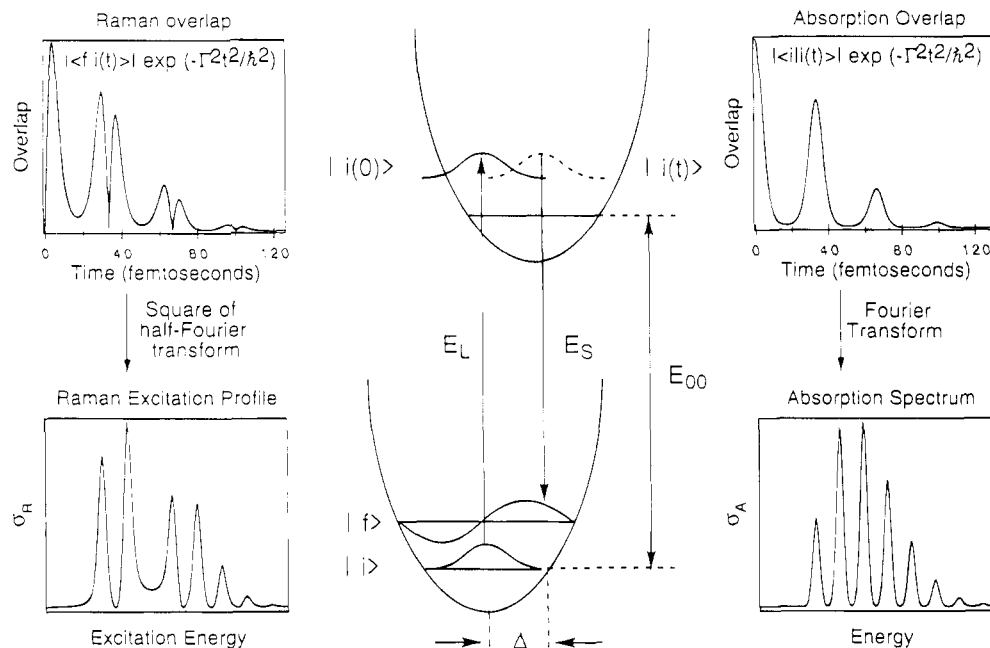 Raman overlap
|<f i(t)>| exp (-Γ2t2/ħ2)
Overlap
0 40 80 120
Time (femtoseconds)
Square of
half-Fourier
transform
Raman Excitation Profile
σR
Excitation Energy
| i(0)>
| i(t)>
EL
ES
E00
| f>
| i>
Δ
Absorption Overlap
|<i|i(t)>| exp (-Γ2t2/ħ2)
Overlap
0 40 80 120
Time (femtoseconds)
Fourier
Transform
Absorption Spectrum
σA
Energy